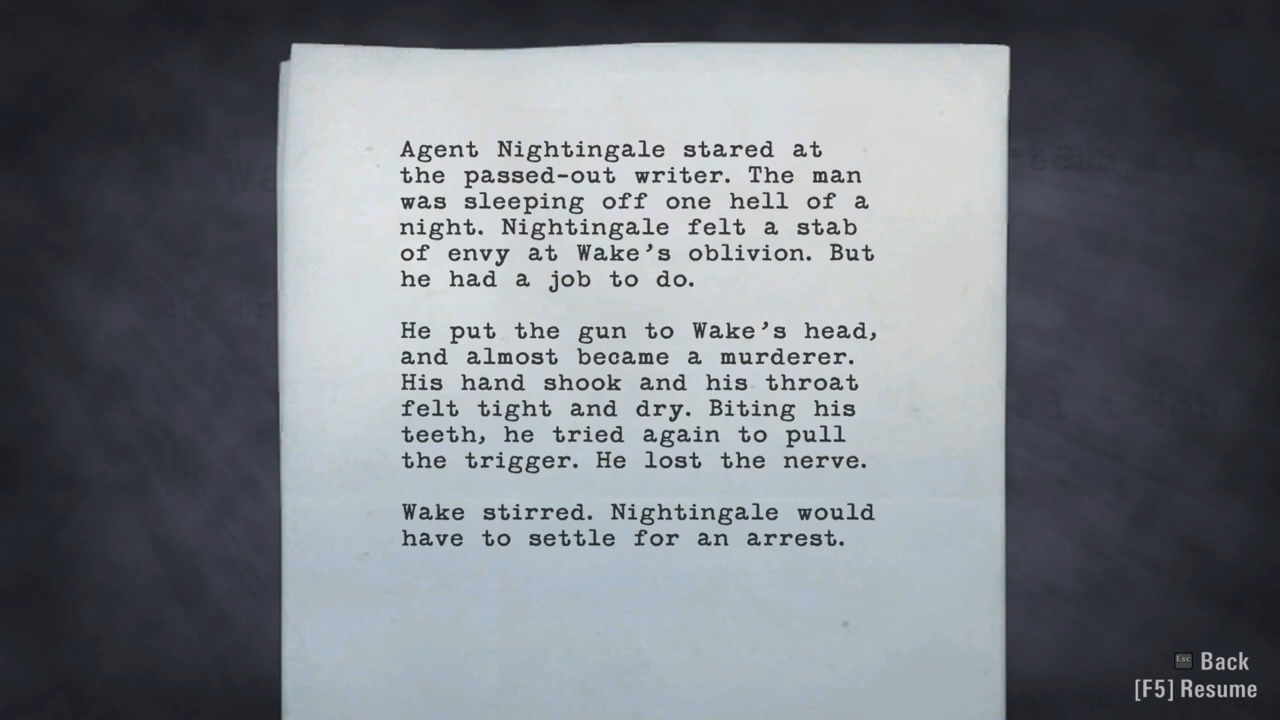 Agent Nightingale stared at
the passed-out writer. The man
was sleeping off one hell of a
night. Nightingale felt a stab
of envy at Wake's oblivion. But
he had a job to do.
He put the gun to Wake's head,
and almost became a murderer.
His hand shook and his throat
felt tight and dry. Biting his
teeth, he tried again to pull
the trigger. He lost the nerve.
Wake stirred. Nightingale would
have to settle for an arrest.
Esc Back
[F5] Resume